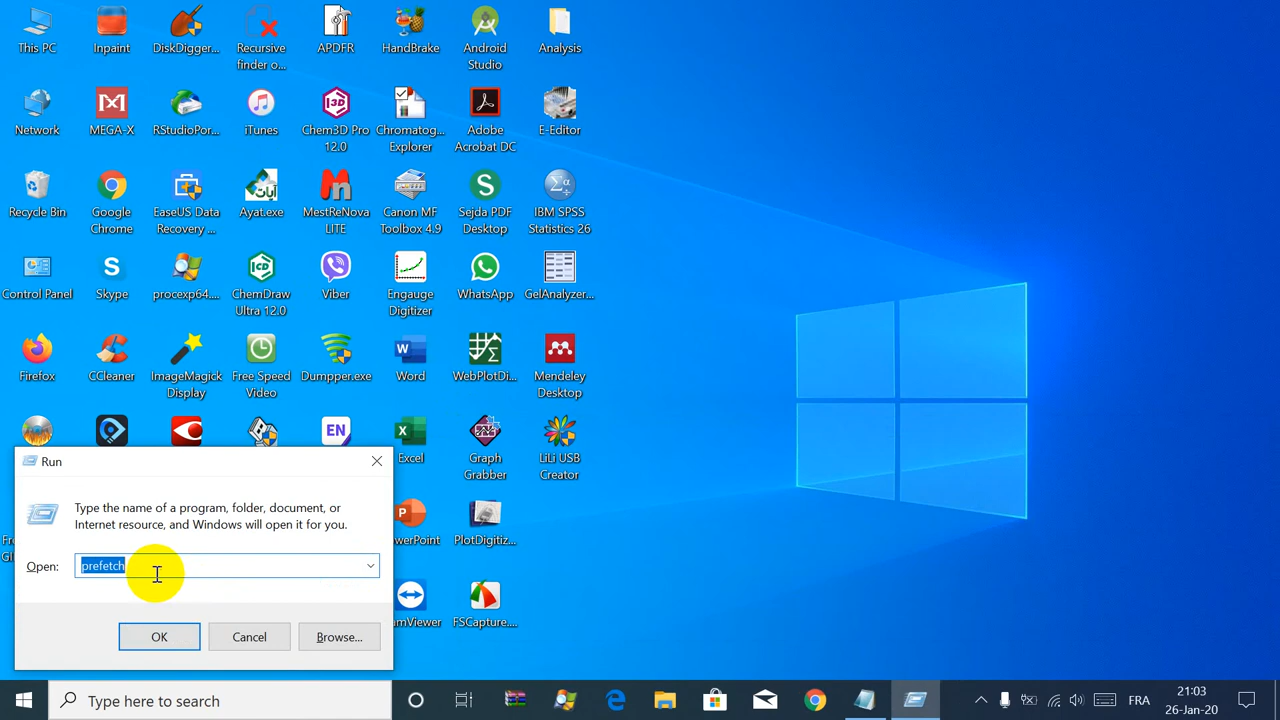 This PC
Inpaint
DiskDigger...
Recursive
finder o...
APDFR
HandBrake
Android
Studio
Analysis
Network
MEGA-X
RStudioPor...
iTunes
Chem3D Pro
12.0
Chromatog...
Explorer
Adobe
Acrobat DC
E-Editor
Recycle Bin
Google
Chrome
EaseUS Data
Recovery ...
Ayat.exe
MestReNova
LITE
Canon MF
Toolbox 4.9
Sejda PDF
Desktop
IBM SPSS
Statistics 26
Control Panel
Skype
procexp64....
ChemDraw
Ultra 12.0
Viber
Engauge
Digitizer
WhatsApp
GelAnalyzer...
Firefox
CCleaner
ImageMagick
Display
Free Speed
Video
Dumpper.exe
Word
WebPlotDi...
Mendeley
Desktop
EN
Excel
Graph
Grabber
LiLi USB
Creator
owerPoint
PlotDigitiz...
amViewer
FSCapture....
Run
Type the name of a program, folder, document, or
Internet resource, and Windows will open it for you.
Open: prefetch
OK
Cancel
Browse...
Type here to search
FRA
21:03
26-Jan-20